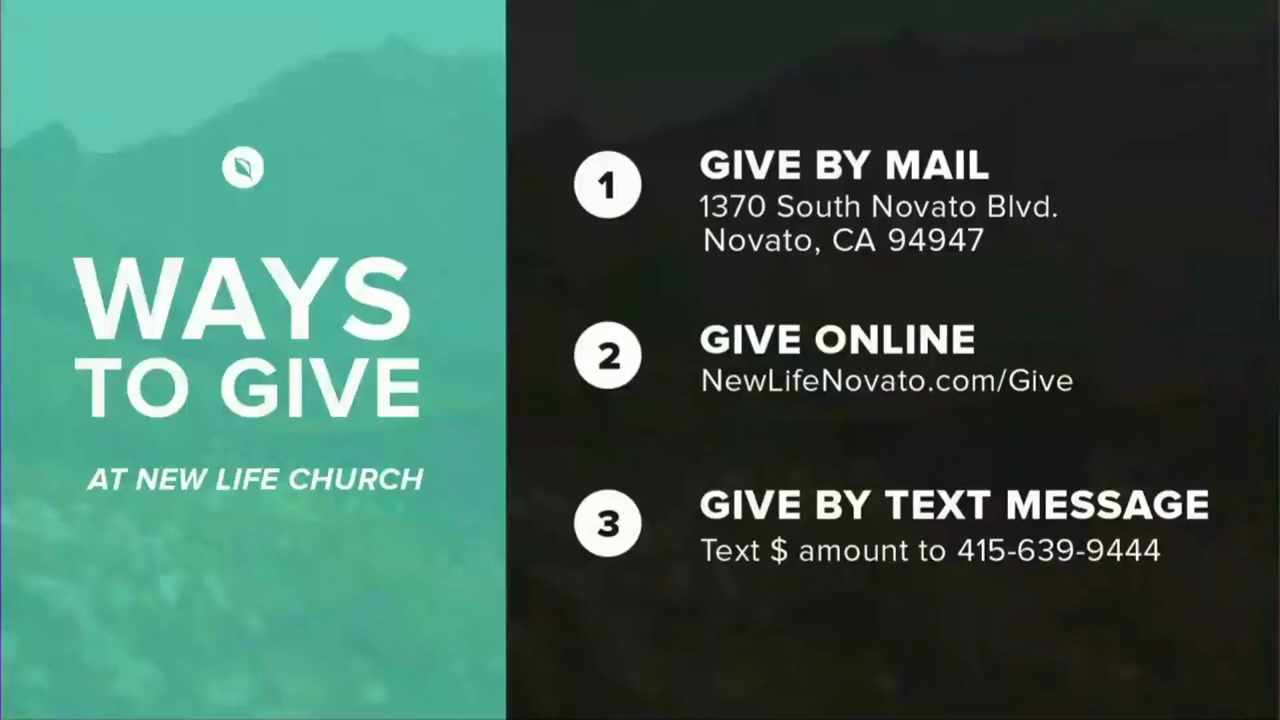 WAYS
TO GIVE
AT NEW LIFE CHURCH
1
GIVE BY MAIL
1370 South Novato Blvd.
Novato, CA 94947
2
GIVE ONLINE
NewLifeNovato.com/Give
3
GIVE BY TEXT MESSAGE
Text $ amount to 415-639-9444